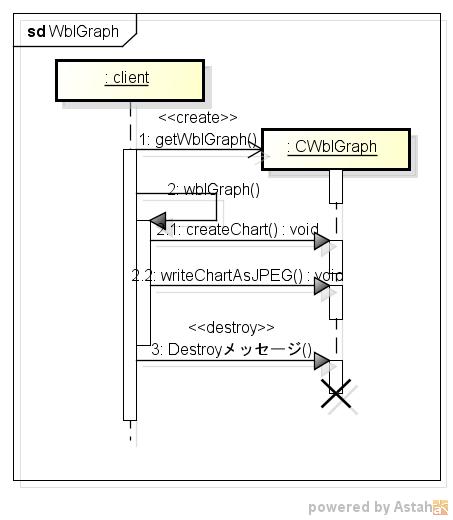 sd WblGraph
: client
<<create>>
1: getWblGraph()
: CWblGraph
2: wblGraph()
2.1: createChart() : void
2.2: writeChartAsJPEG() : void
<<destroy>>
3: Destroyメッセージ()
powered by Astah